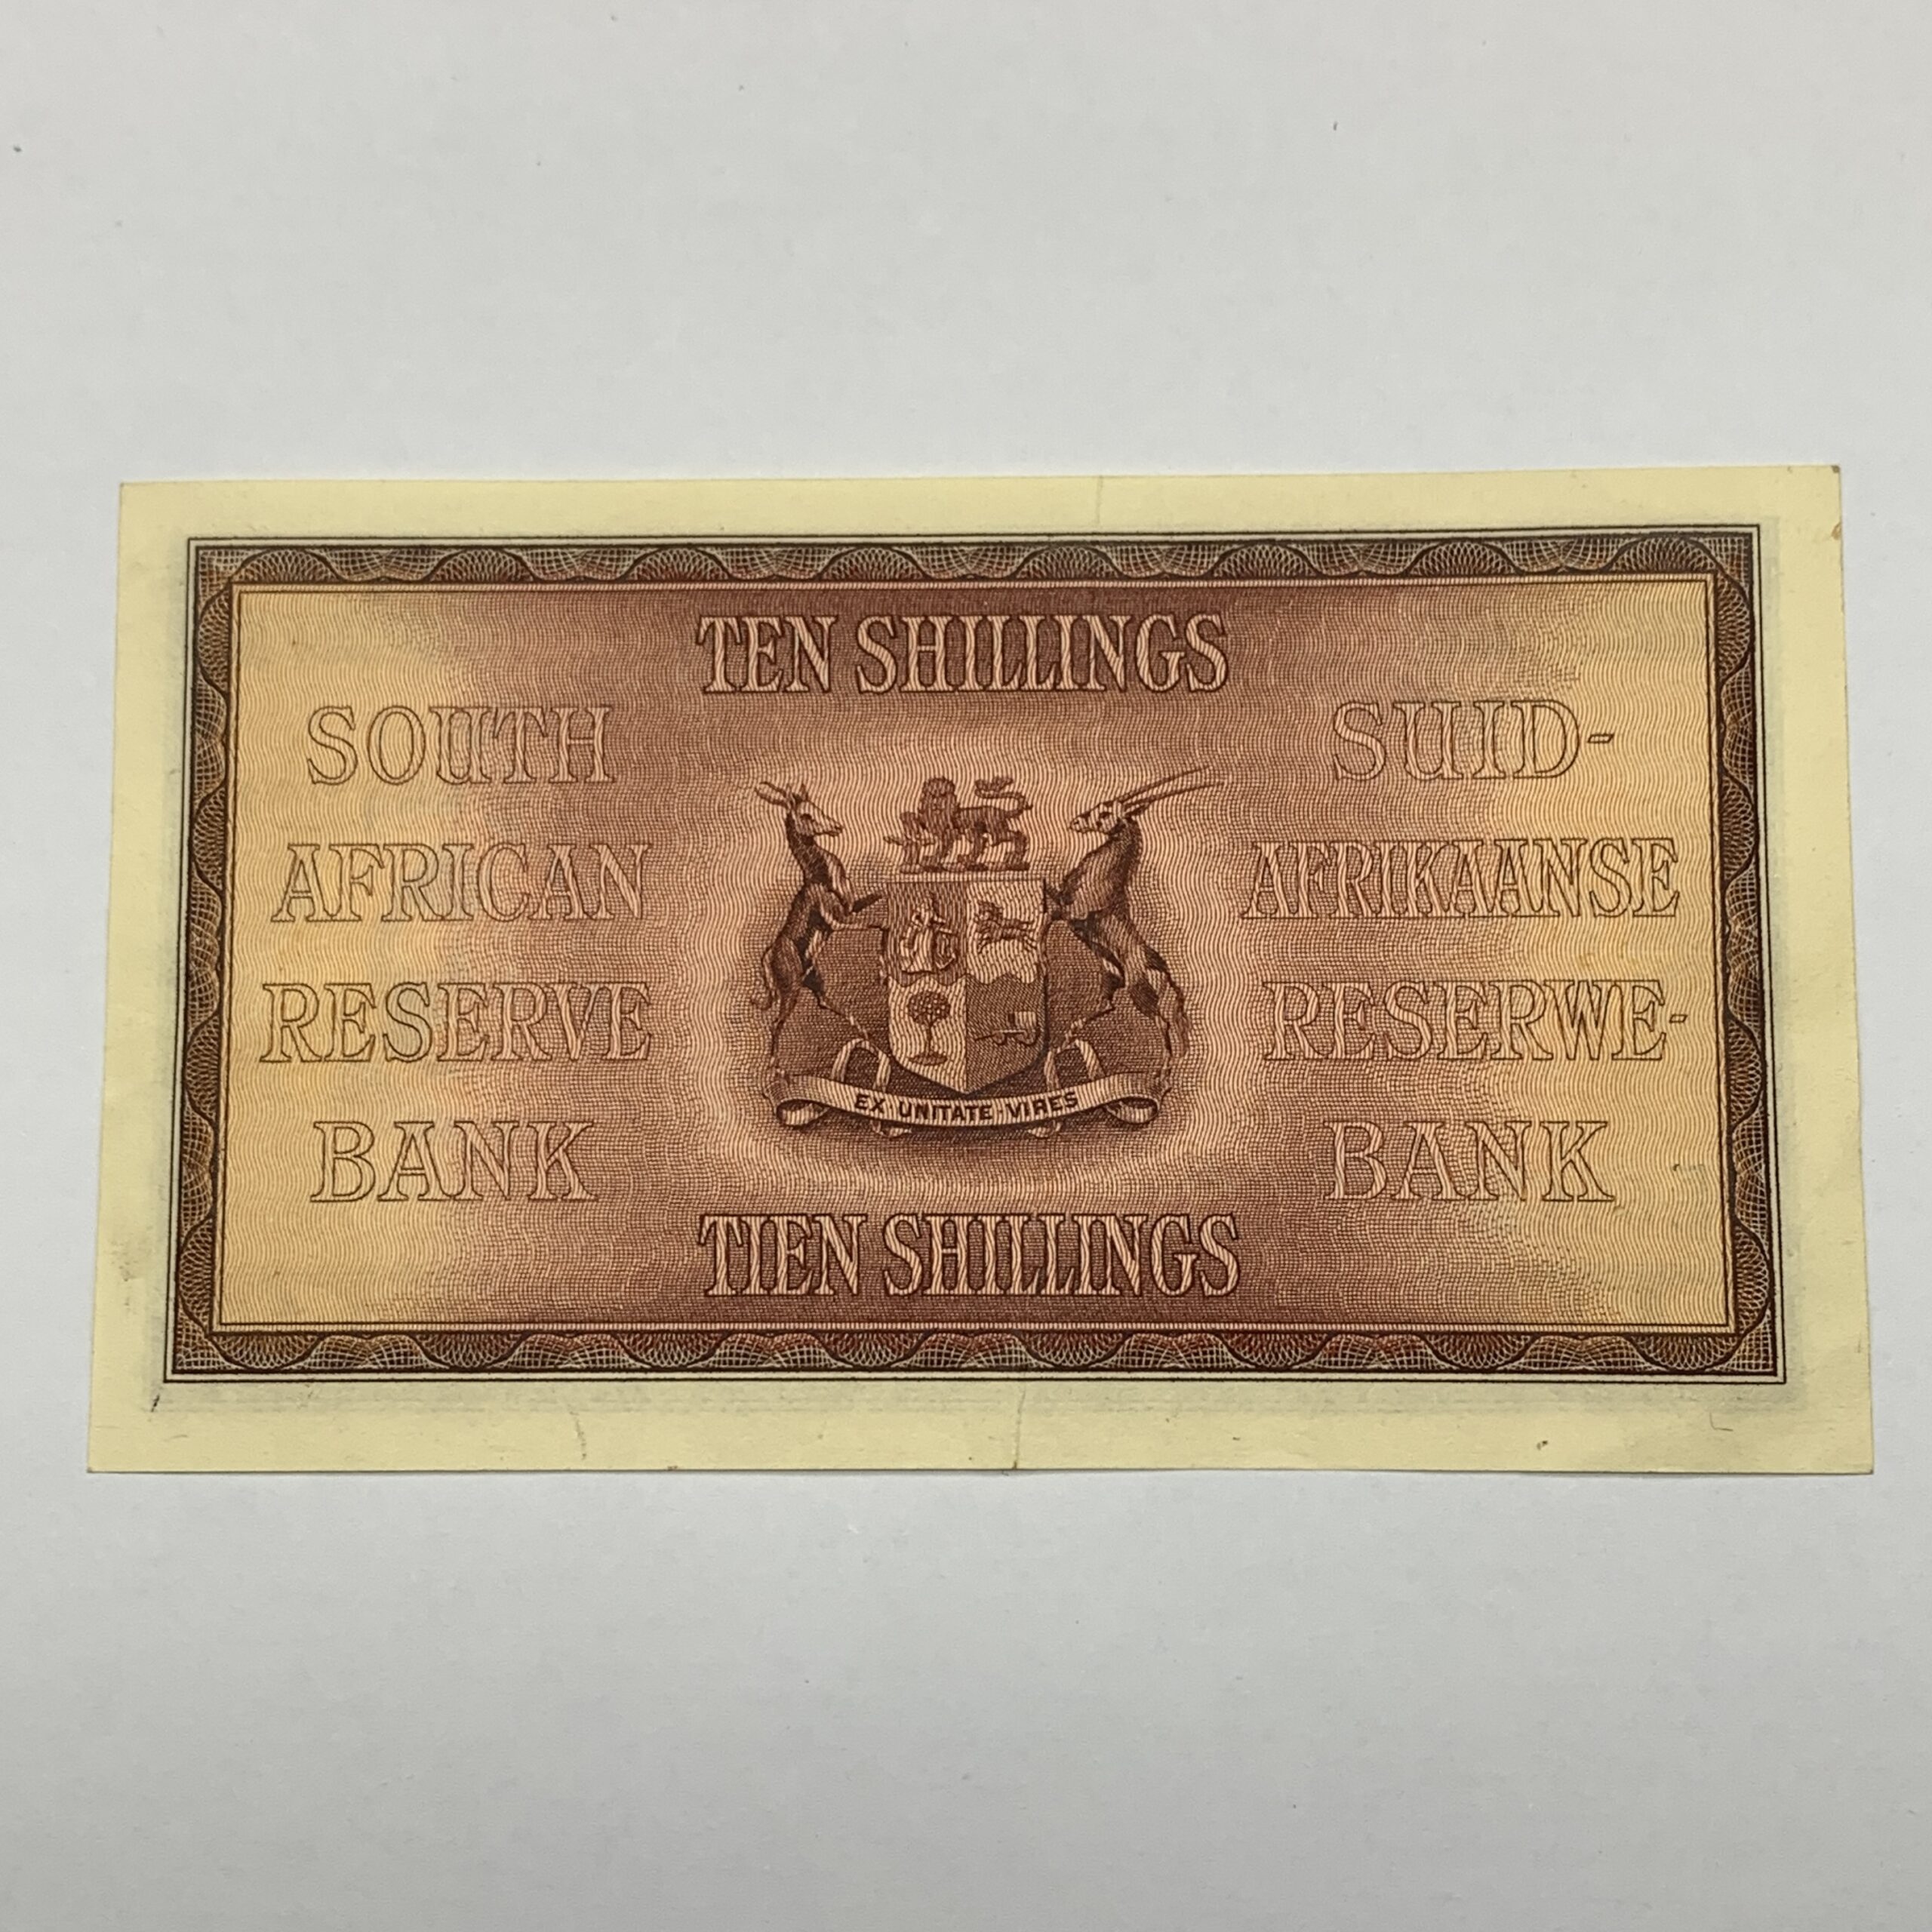 TEN SHILLINGS
SOUTH
AFRICAN
RESERVE
BANK
SUID-
AFRIKAANSE
RESERWE-
BANK
EX·UNITATE·VIRES
TIEN SHILLINGS